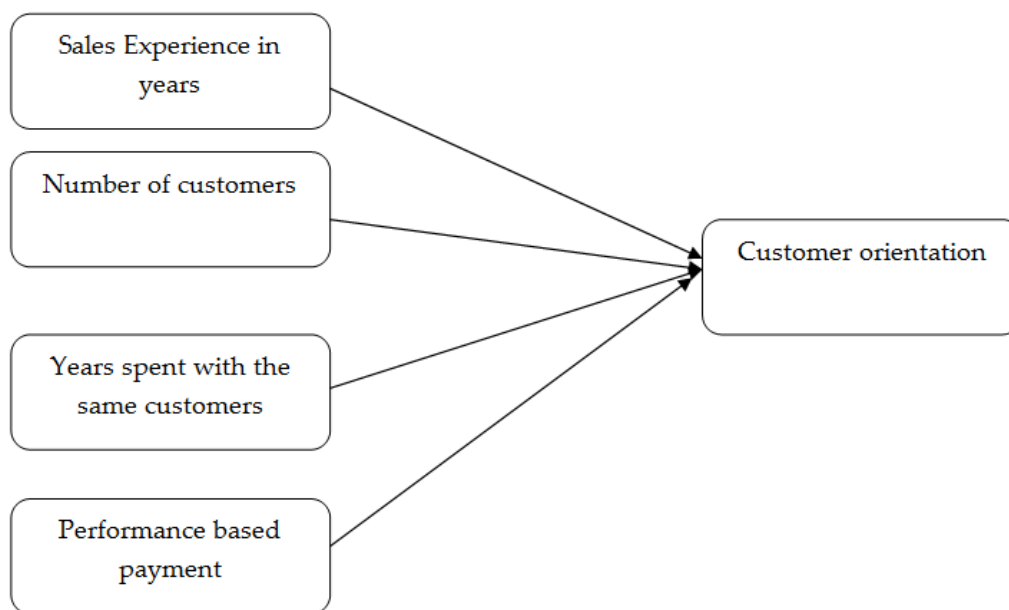 Sales Experience in
years
Number of customers
Customer orientation
Years spent with the
same customers
Performance based
payment